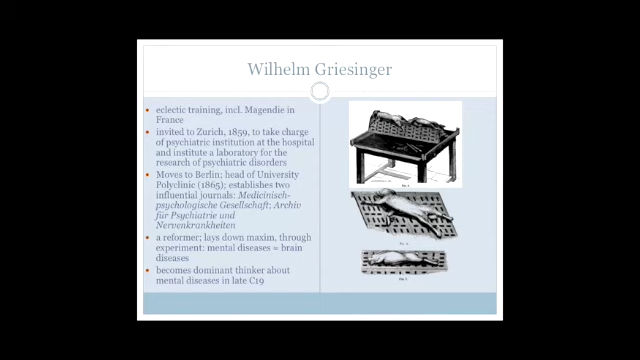 Wilhelm Griesinger
eclectic training, incl. Magendie in
France
invited to Zurich, 1859, to take charge
of psychiatric institution at the hospital
and institute a laboratory for the
research of psychiatric disorders
Moves to Berlin; head of University
Polyclinic (1865); establishes two
influential journals: Medicinisch-
psychologische Gesellschaft; Archiv
für Psychiatrie und
Nervenkrankheiten
a reformer; lays down maxim, through
experiment: mental diseases = brain
diseases
becomes dominant thinker about
mental diseases in late C19